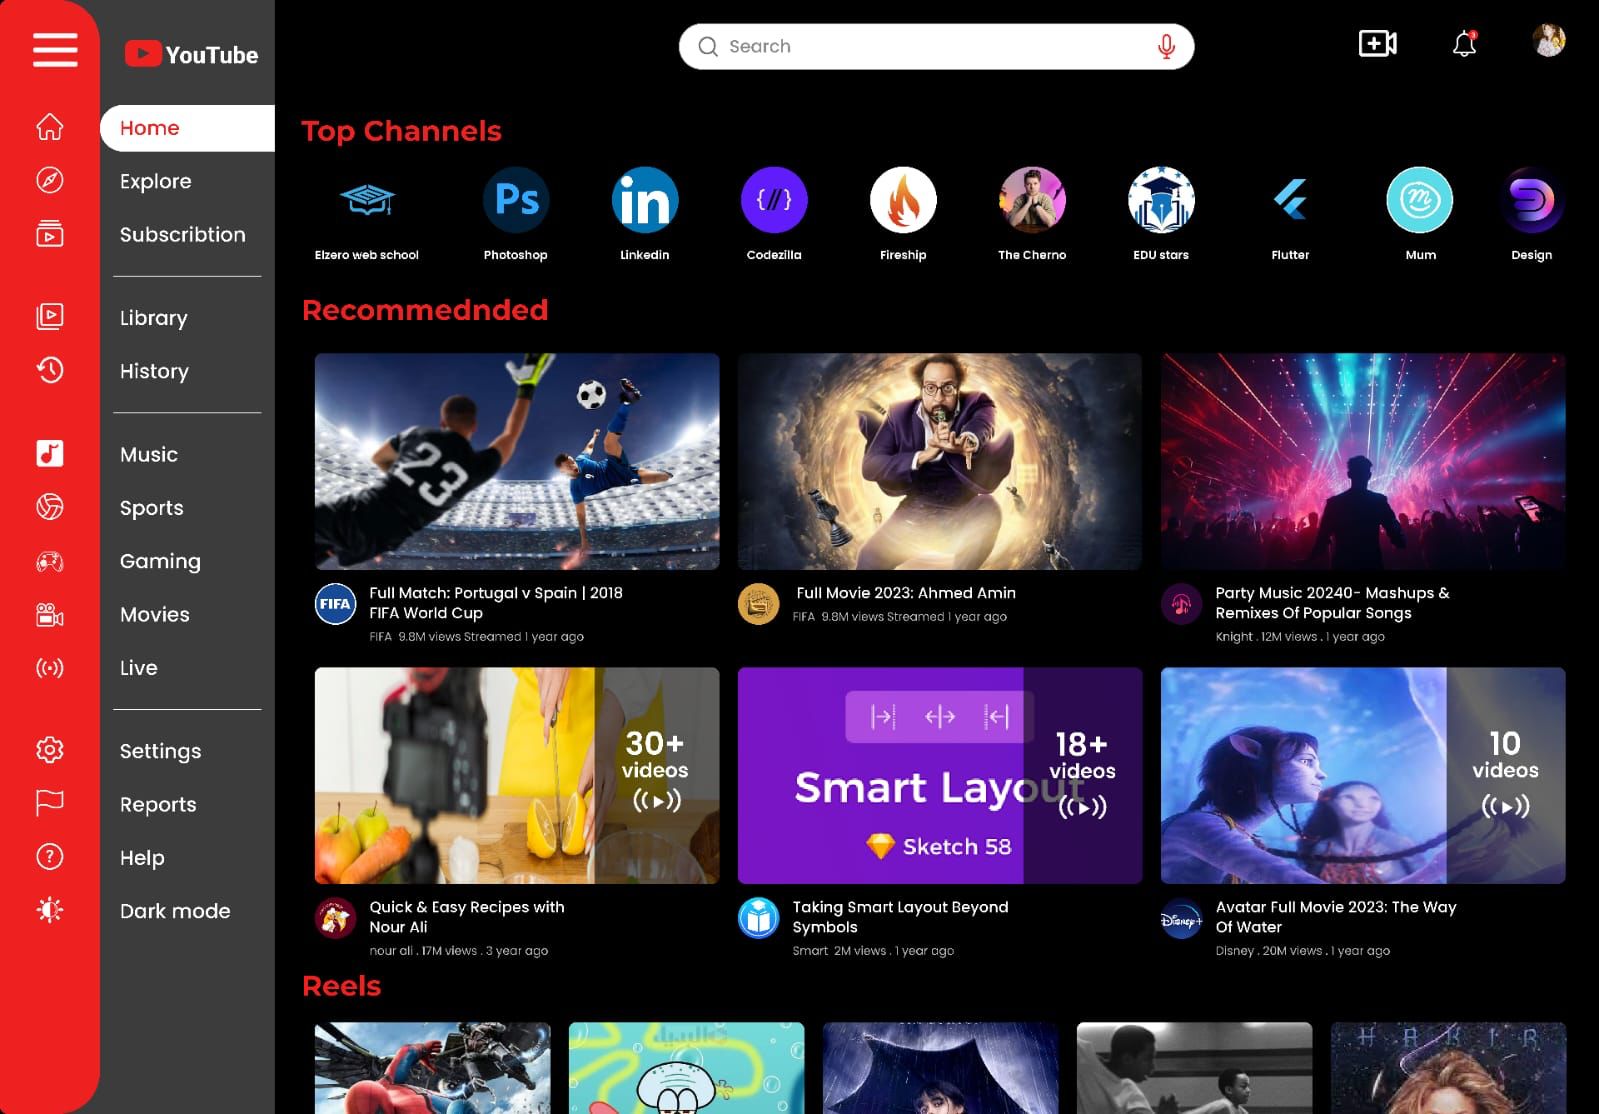 YouTube
Search
3
Home
Explore
Subscribtion
Library
History
Music
Sports
Gaming
Movies
Live
Settings
Reports
Help
Dark mode
Top Channels
Ps
in
{//}
m
Elzero web school
Photoshop
Linkedin
Codezilla
Fireship
The Cherno
EDU stars
Flutter
Mum
Design
Recommednded
23
FIFA
Full Match: Portugal v Spain | 2018
FIFA World Cup
FIFA 9.8M views Streamed 1 year ago
Full Movie 2023: Ahmed Amin
FIFA 9.8M views Streamed 1 year ago
Party Music 20240- Mashups &
Remixes Of Popular Songs
Knight . 12M views . 1 year ago
30+
videos
Smart Layout
Sketch 58
18+
videos
10
videos
Quick & Easy Recipes with
Nour Ali
nour ali . 17M views . 3 year ago
Taking Smart Layout Beyond
Symbols
Smart 2M views . 1 year ago
Disney+
Avatar Full Movie 2023: The Way
Of Water
Disney . 20M views . 1 year ago
Reels